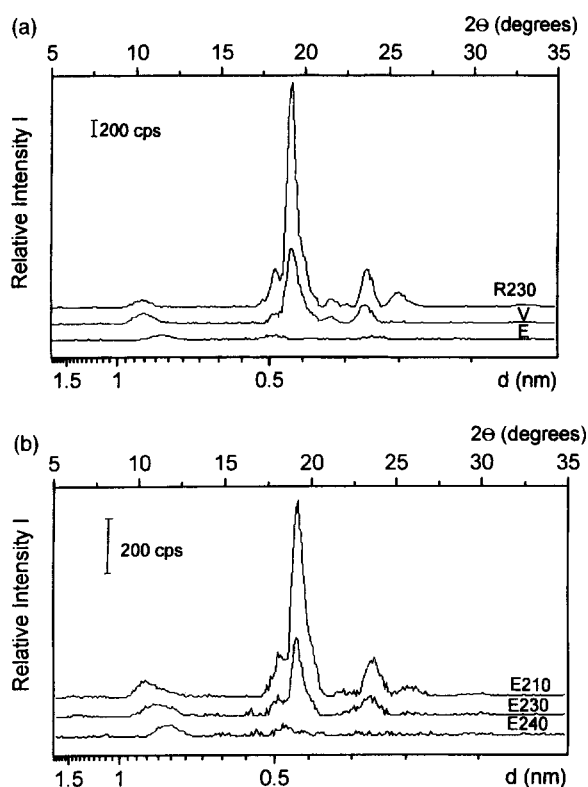 (a)
2Θ (degrees)
5 10 15 20 25 30 35
Relative Intensity I
200 cps
R230
V
E
1.5 1 0.5 d (nm)
(b)
2Θ (degrees)
5 10 15 20 25 30 35
Relative Intensity I
200 cps
E210
E230
E240
1.5 1 0.5 d (nm)